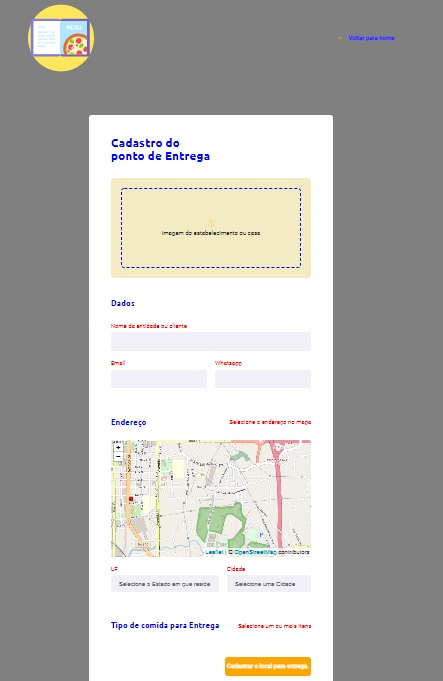 MENU
Voltar para home
Cadastro do
ponto de Entrega
Imagem do estabelecimento ou casa
Dados
Nome da entidade ou cliente
Email
Whatsapp
Endereço
Selecione o endereço no mapa
+
−
Leaflet | © OpenStreetMap contributors
UF
Cidade
Selecione o Estado em que reside
Selecione uma Cidade
Tipo de comida para Entrega
Selecione um ou mais itens
Cadastrar o local para entrega.